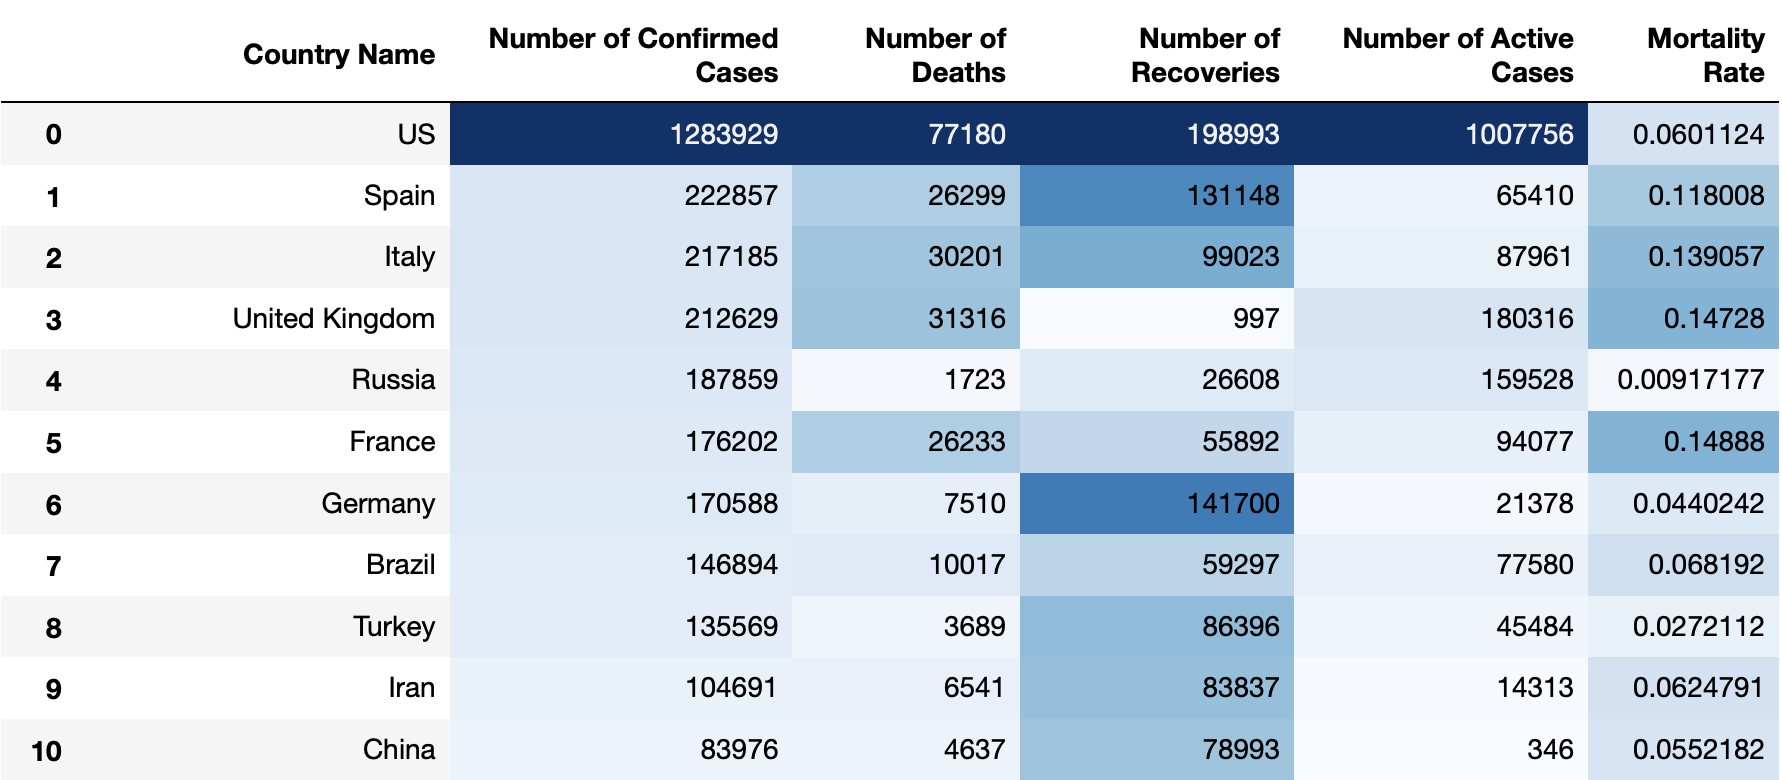 Country Name Number of Confirmed Cases Number of Deaths Number of Recoveries Number of Active Cases Mortality Rate
0 US 1283929 77180 198993 1007756 0.0601124
1 Spain 222857 26299 131148 65410 0.118008
2 Italy 217185 30201 99023 87961 0.139057
3 United Kingdom 212629 31316 997 180316 0.14728
4 Russia 187859 1723 26608 159528 0.00917177
5 France 176202 26233 55892 94077 0.14888
6 Germany 170588 7510 141700 21378 0.0440242
7 Brazil 146894 10017 59297 77580 0.068192
8 Turkey 135569 3689 86396 45484 0.0272112
9 Iran 104691 6541 83837 14313 0.0624791
10 China 83976 4637 78993 346 0.0552182